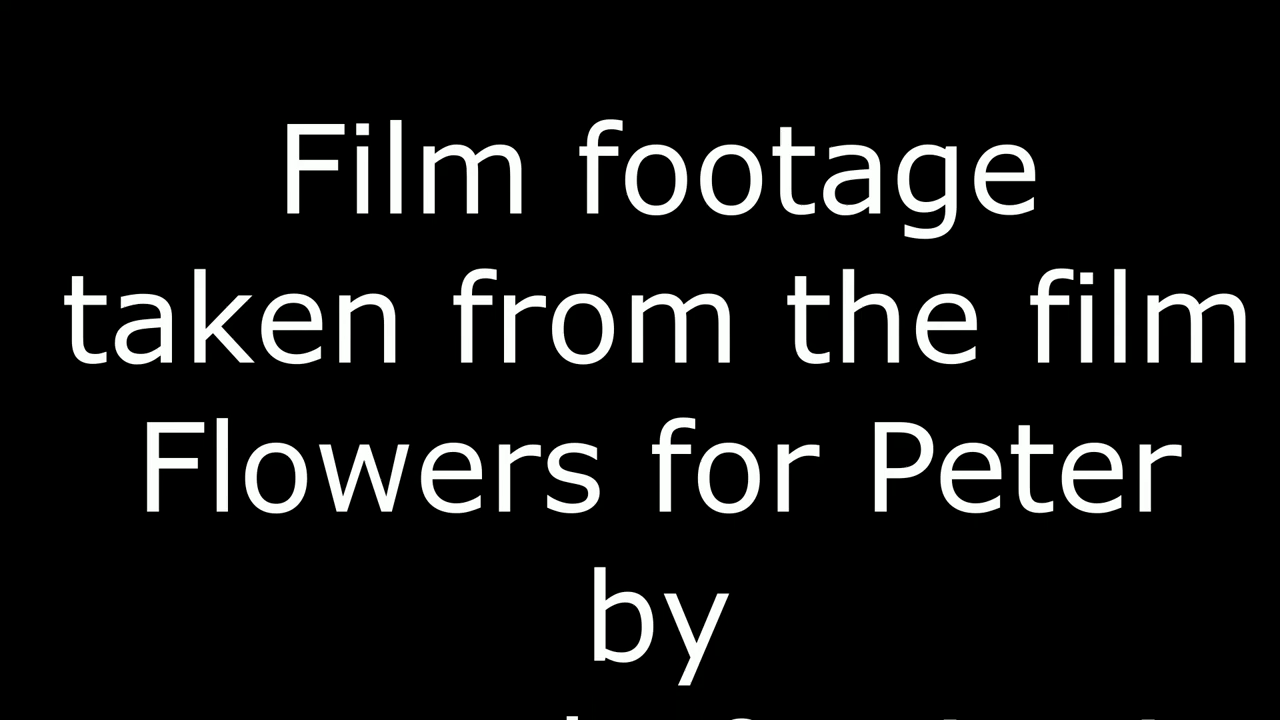 Film footage
taken from the film
Flowers for Peter
by